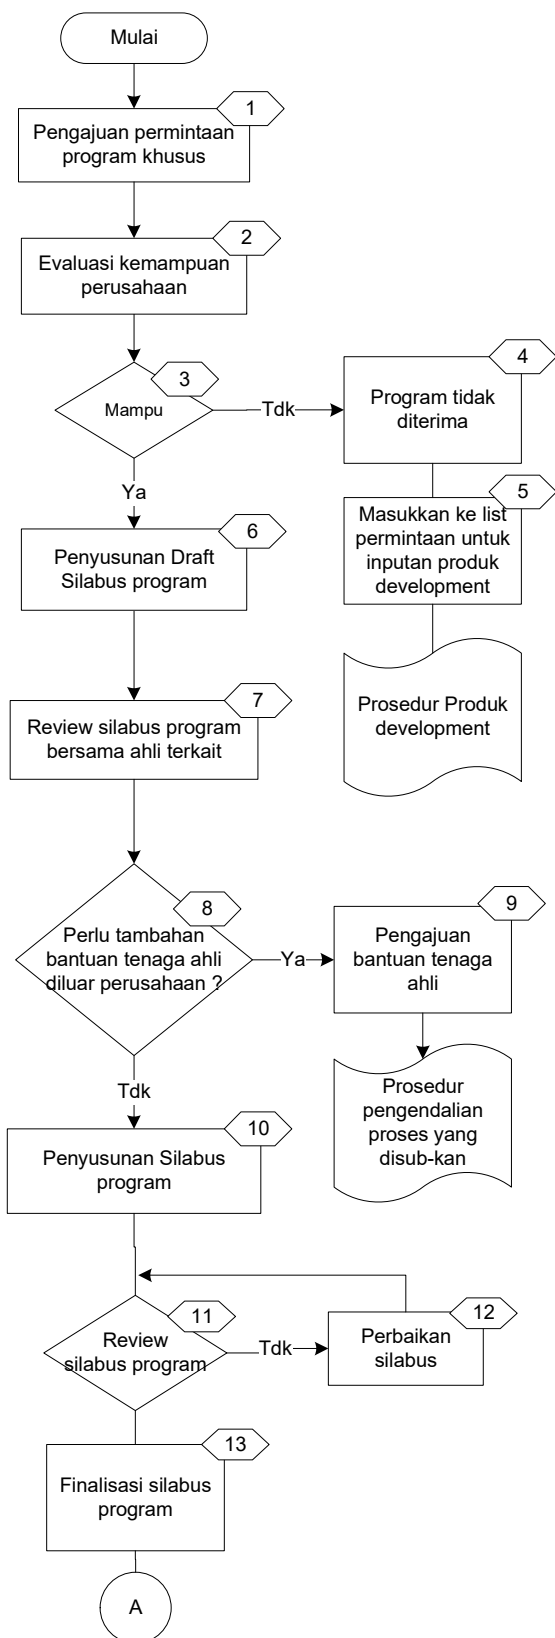 Mulai
1
Pengajuan permintaan
program khusus
2
Evaluasi kemampuan
perusahaan
3
Mampu
Tdk
4
Program tidak
diterima
Ya
5
Masukkan ke list
permintaan untuk
inputan produk
development
6
Penyusunan Draft
Silabus program
Prosedur Produk
development
7
Review silabus program
bersama ahli terkait
8
Perlu tambahan
bantuan tenaga ahli
diluar perusahaan ?
Ya
9
Pengajuan
bantuan tenaga
ahli
Tdk
Prosedur
pengendalian
proses yang
disub-kan
10
Penyusunan Silabus
program
11
Review
silabus program
Tdk
12
Perbaikan
silabus
13
Finalisasi silabus
program
A